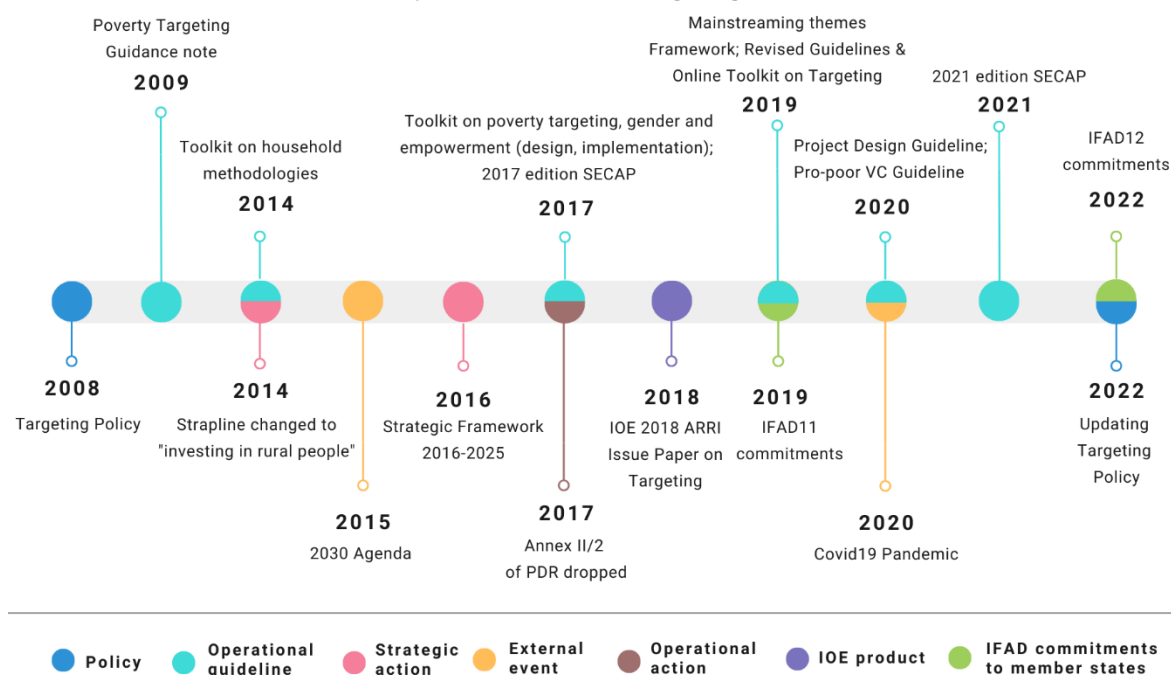 Poverty Targeting
Guidance note
2009
Toolkit on household
methodologies
2014
Toolkit on poverty targeting, gender and
empowerment (design, implementation);
2017 edition SECAP
2017
Mainstreaming themes
Framework; Revised Guidelines &
Online Toolkit on Targeting
2019
Project Design Guideline;
Pro-poor VC Guideline
2020
2021 edition SECAP
2021
IFAD12
commitments
2022
2008
Targeting Policy
2014
Strapline changed to
"investing in rural people"
2015
2030 Agenda
2016
Strategic Framework
2016-2025
2017
Annex II/2
of PDR dropped
2018
IOE 2018 ARRI
Issue Paper on
Targeting
2019
IFAD11
commitments
2020
Covid19 Pandemic
2022
Updating
Targeting
Policy
Policy
Operational
guideline
Strategic
action
External
event
Operational
action
IOE product
IFAD commitments
to member states